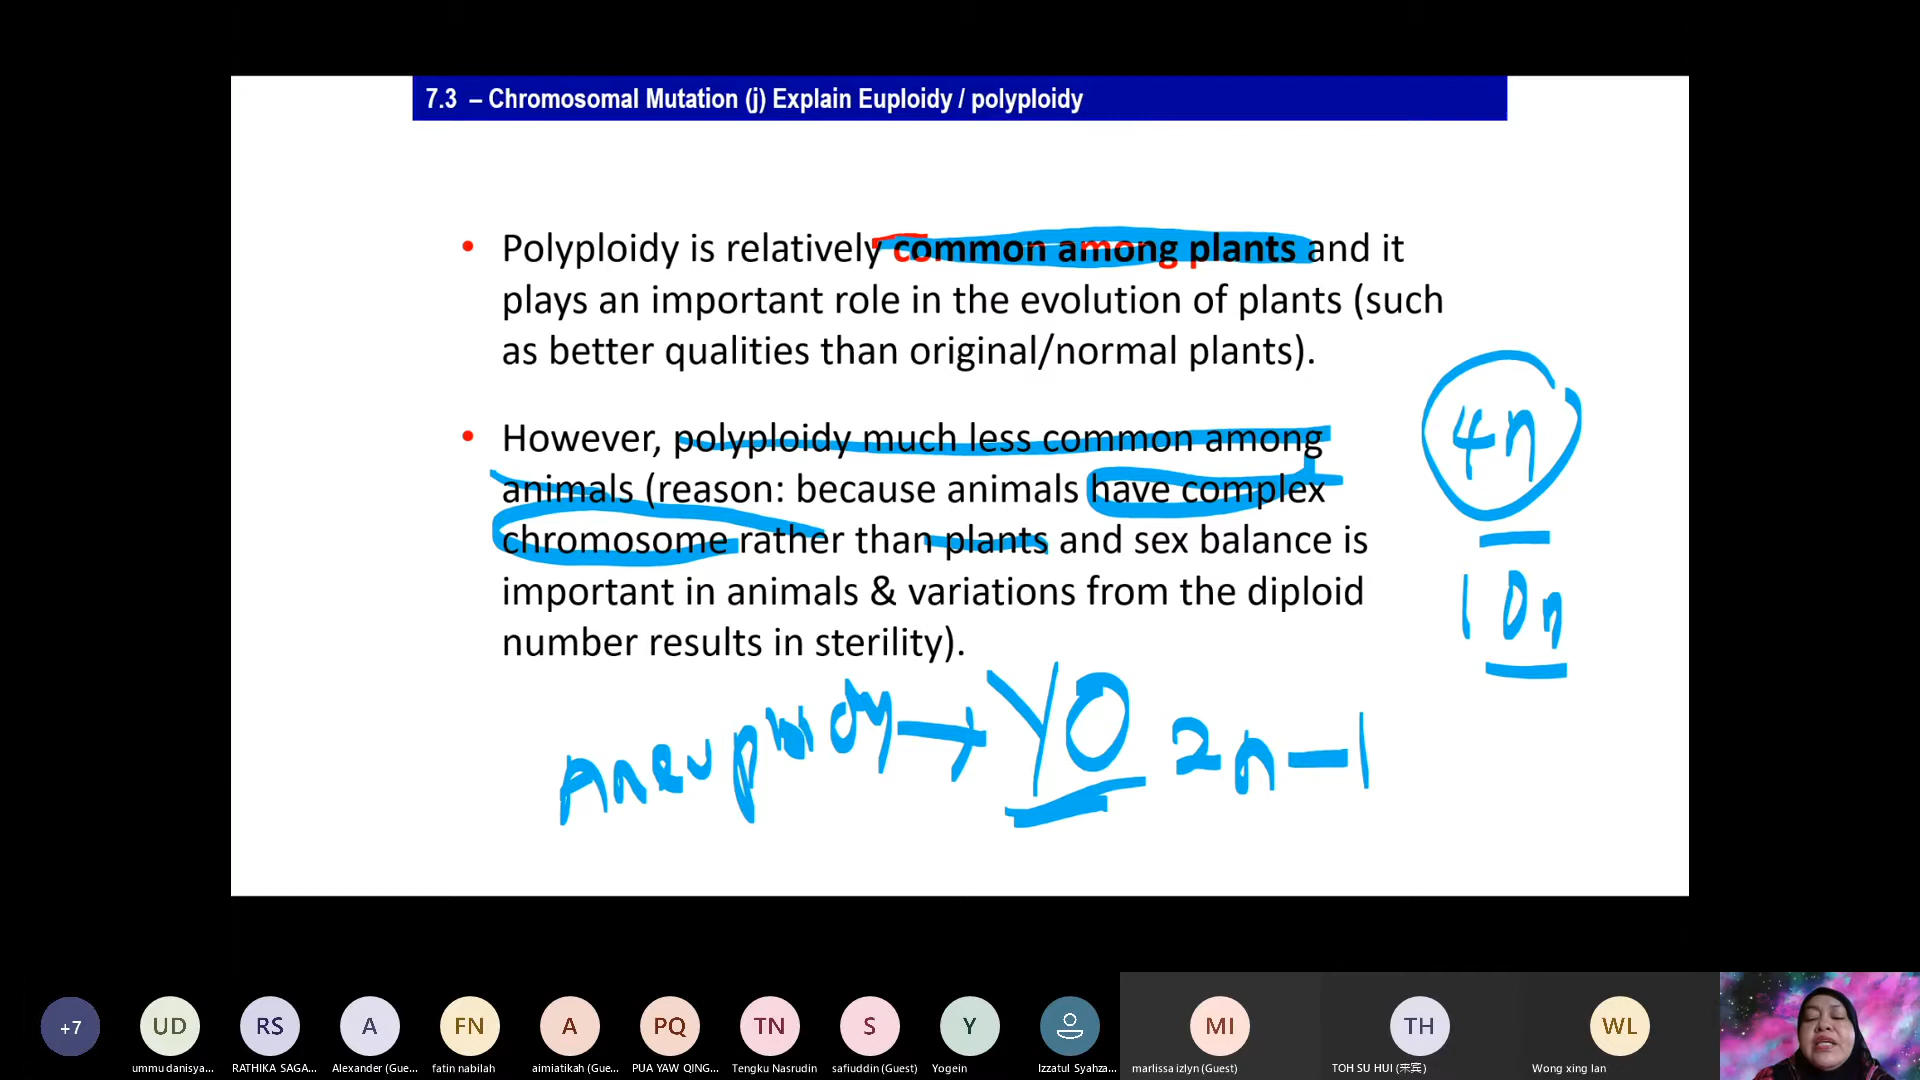 7.3 – Chromosomal Mutation (j) Explain Euploidy / polyploidy
• Polyploidy is relatively common among plants and it
plays an important role in the evolution of plants (such
as better qualities than original/normal plants).
• However, polyploidy much less common among
animals (reason: because animals have complex
chromosome rather than plants and sex balance is
important in animals & variations from the diploid
number results in sterility).
4n
10n
Aneuploidy → YO 2n-1
+7
UD
RS
A
FN
A
PQ
TN
S
Y
MI
TH
WL
ummu danisya...
RATHIKA SAGA...
Alexander (Gue...
fatin nabilah
aimiatikah (Gue...
PUA YAW QING...
Tengku Nasrudin
safiuddin (Guest)
Yogein
Izzatul Syahza...
marlissa izlyn (Guest)
TOH SU HUI (来宾)
Wong xing lan